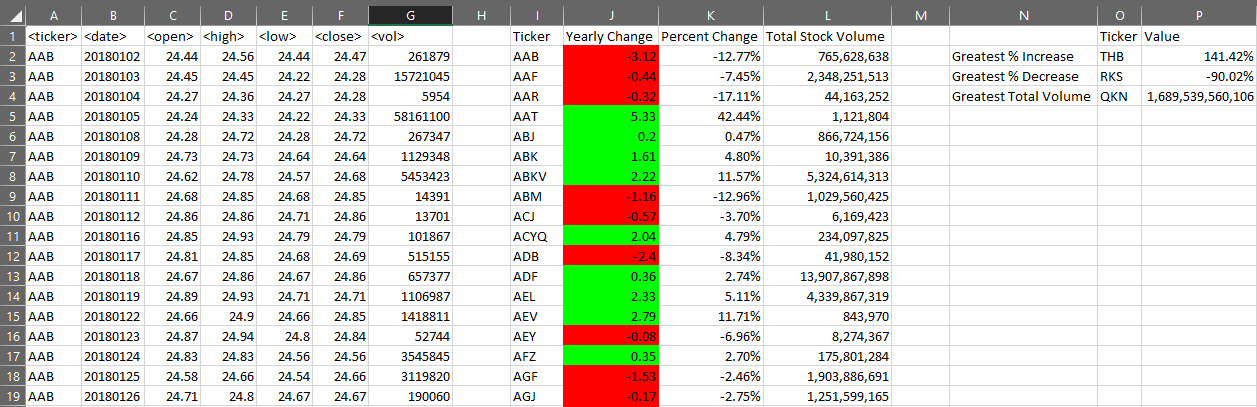 A B C D E F G H I J K L M N O P
1 <ticker> <date> <open> <high> <low> <close> <vol> Ticker Yearly Change Percent Change Total Stock Volume Ticker Value
2 AAB 20180102 24.44 24.56 24.44 24.47 261879 AAB -3.12 -12.77% 765,628,638 Greatest % Increase THB 141.42%
3 AAB 20180103 24.45 24.45 24.22 24.28 15721045 AAF -0.44 -7.45% 2,348,251,513 Greatest % Decrease RKS -90.02%
4 AAB 20180104 24.27 24.36 24.27 24.28 5954 AAR -0.32 -17.11% 44,163,252 Greatest Total Volume QKN 1,689,539,560,106
5 AAB 20180105 24.24 24.33 24.22 24.33 58161100 AAT 5.33 42.44% 1,121,804
6 AAB 20180108 24.28 24.72 24.28 24.72 267347 ABJ 0.2 0.47% 866,724,156
7 AAB 20180109 24.73 24.73 24.64 24.64 1129348 ABK 1.61 4.80% 10,391,386
8 AAB 20180110 24.62 24.78 24.57 24.68 5453423 ABKV 2.22 11.57% 5,324,614,313
9 AAB 20180111 24.68 24.85 24.68 24.85 14391 ABM -1.16 -12.96% 1,029,560,425
10 AAB 20180112 24.86 24.86 24.71 24.86 13701 ACJ -0.57 -3.70% 6,169,423
11 AAB 20180116 24.85 24.93 24.79 24.79 101867 ACYQ 2.04 4.79% 234,097,825
12 AAB 20180117 24.81 24.85 24.68 24.69 515155 ADB -2.4 -8.34% 41,980,152
13 AAB 20180118 24.67 24.86 24.67 24.86 657377 ADF 0.36 2.74% 13,907,867,898
14 AAB 20180119 24.89 24.93 24.71 24.71 1106987 AEL 2.33 5.11% 4,339,867,319
15 AAB 20180122 24.66 24.9 24.66 24.85 1418811 AEV 2.79 11.71% 843,970
16 AAB 20180123 24.87 24.94 24.8 24.84 52744 AEY -0.08 -6.96% 8,274,367
17 AAB 20180124 24.83 24.83 24.56 24.56 3545845 AFZ 0.35 2.70% 175,801,284
18 AAB 20180125 24.58 24.66 24.54 24.66 3119820 AGF -1.53 -2.46% 1,903,886,691
19 AAB 20180126 24.71 24.8 24.67 24.67 190060 AGJ -0.17 -2.75% 1,251,599,165